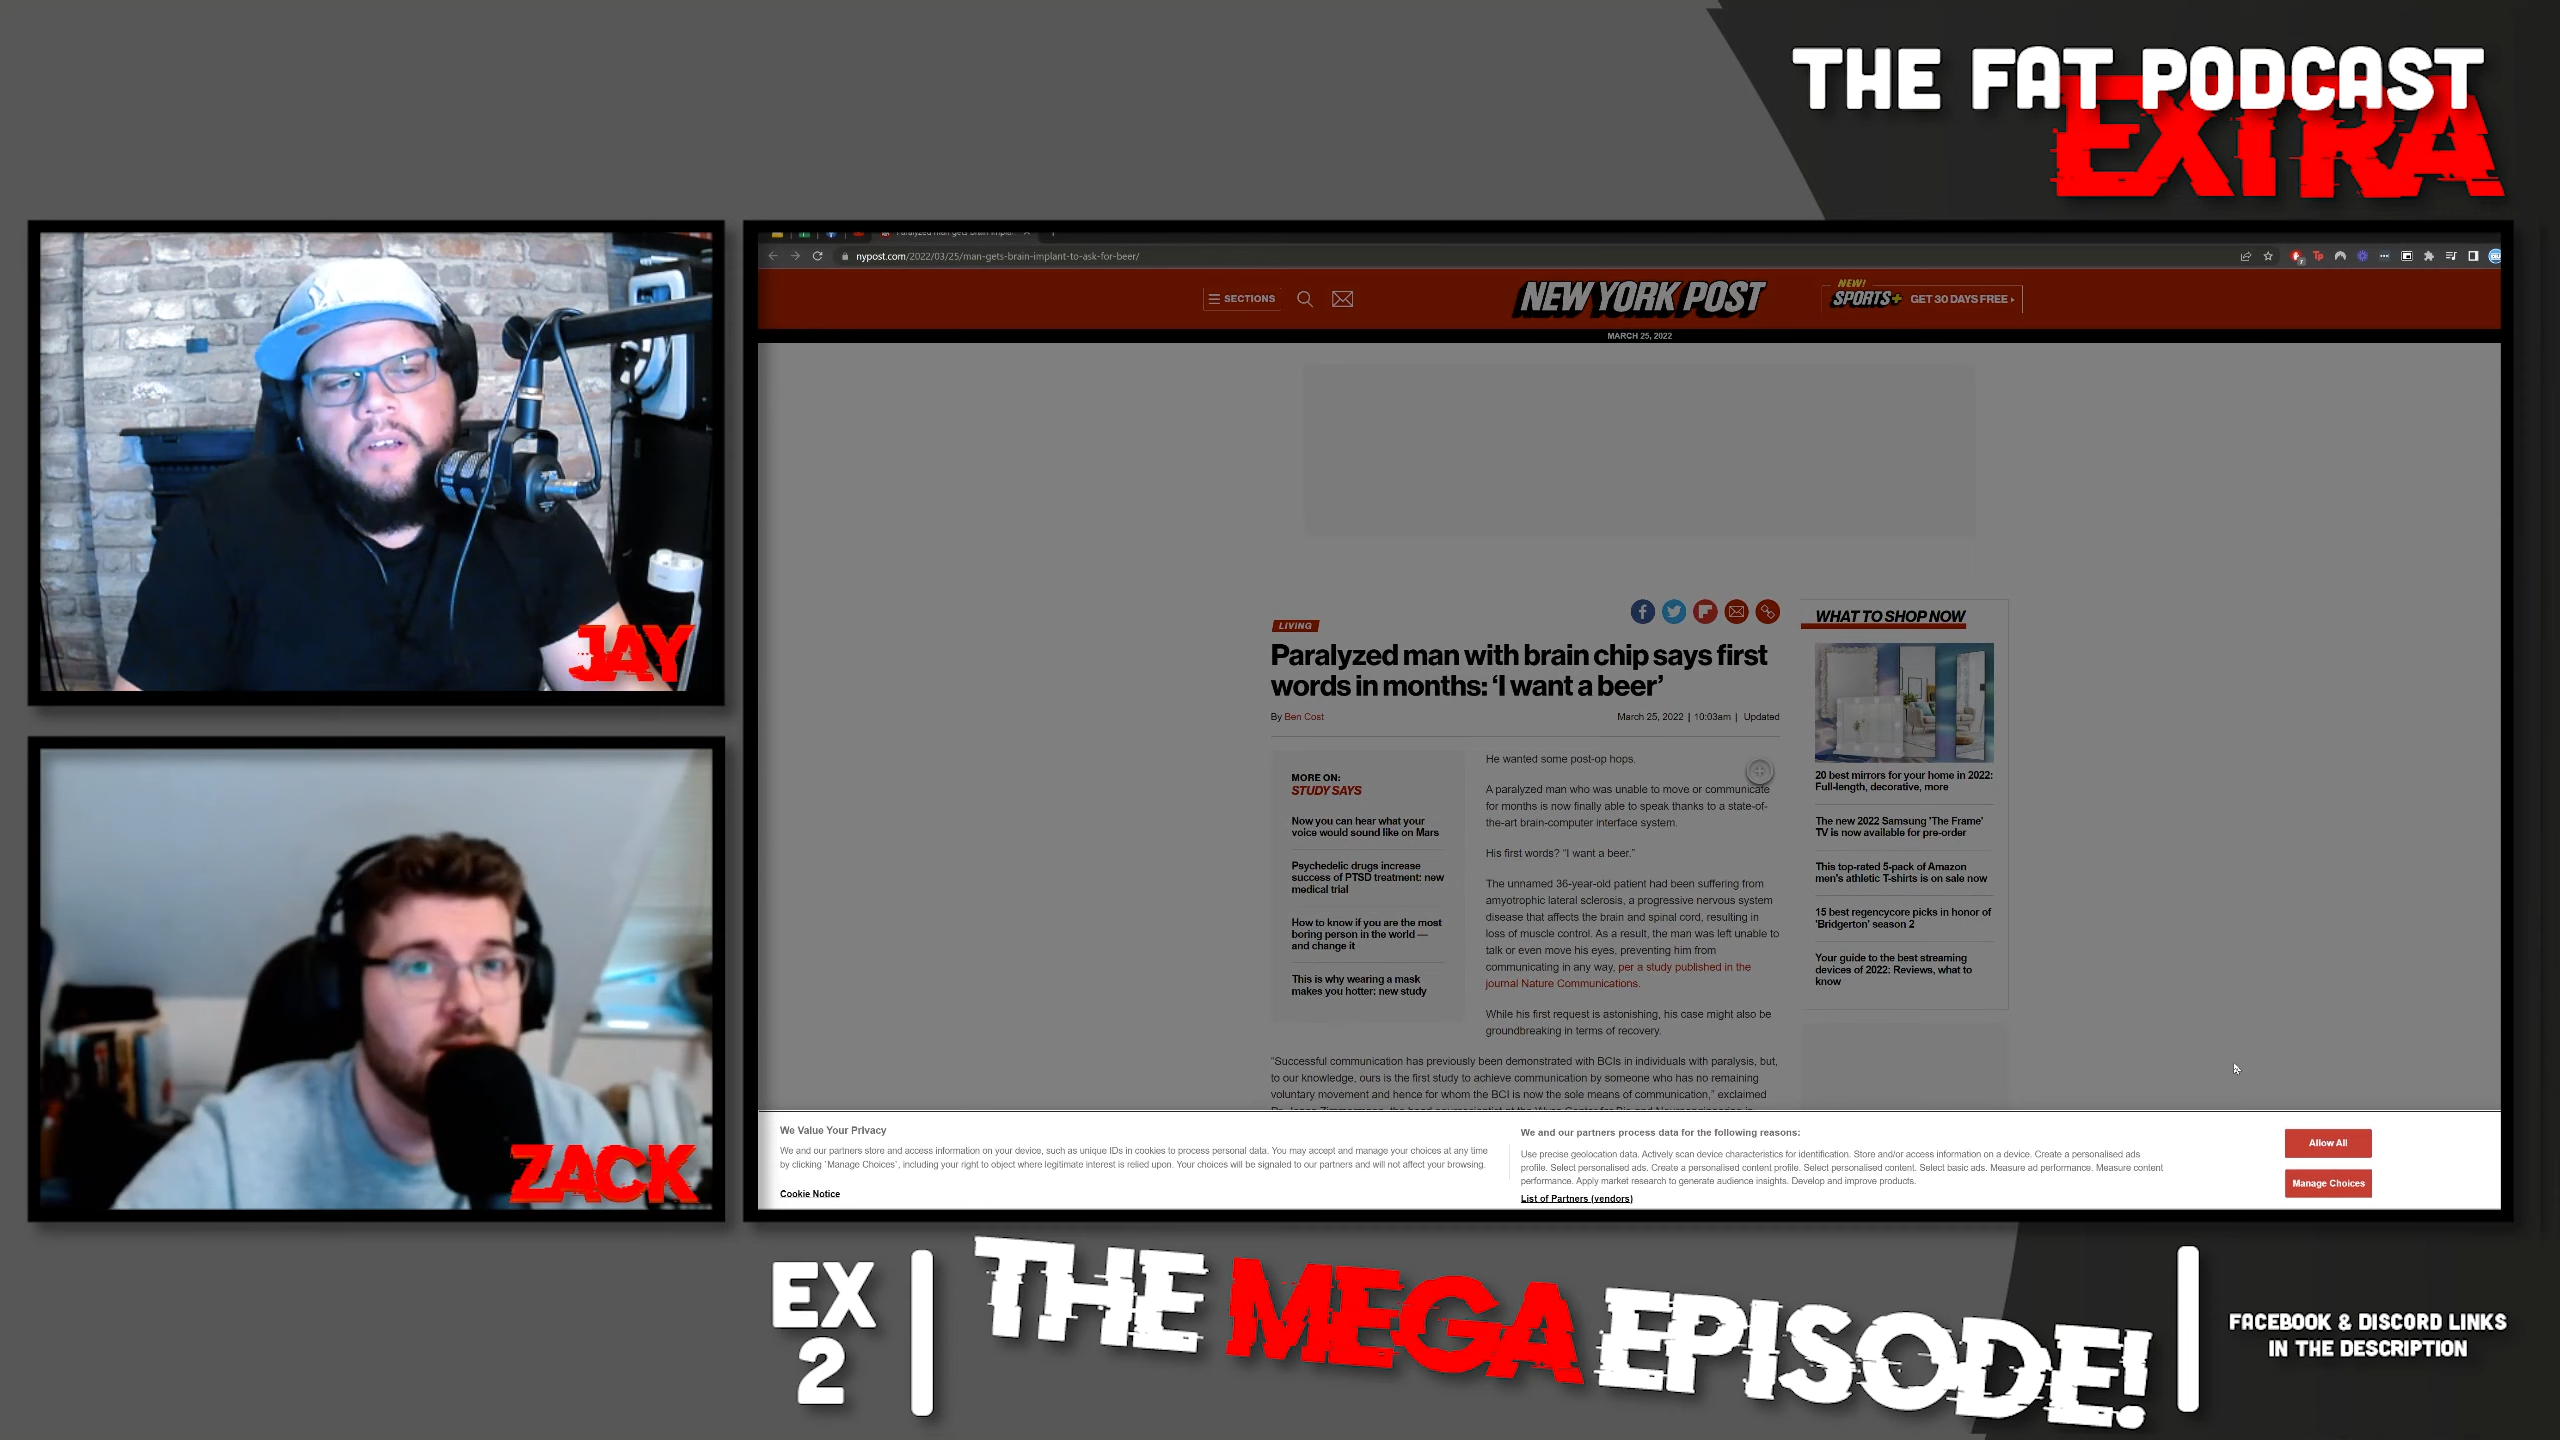 THE FAT PODCAST
EXTRA
JAY
ZACK
nypost.com/2022/03/25/man-gets-brain-implant-to-ask-for-beer/
SECTIONS
NEW YORK POST
NEW!
SPORTS+ GET 30 DAYS FREE
MARCH 25, 2022
LIVING
Paralyzed man with brain chip says first
words in months: ‘I want a beer’
By Ben Cost
March 25, 2022 | 10:03am | Updated
MORE ON:
STUDY SAYS
Now you can hear what your
voice would sound like on Mars
Psychedelic drugs increase
success of PTSD treatment: new
medical trial
How to know if you are the most
boring person in the world —
and change it
This is why wearing a mask
makes you hotter: new study
He wanted some post-op hops.
A paralyzed man who was unable to move or communicate
for months is now finally able to speak thanks to a state-of-
the-art brain-computer interface system.
His first words? “I want a beer.”
The unnamed 36-year-old patient had been suffering from
amyotrophic lateral sclerosis, a progressive nervous system
disease that affects the brain and spinal cord, resulting in
loss of muscle control. As a result, the man was left unable to
talk or even move his eyes, preventing him from
communicating in any way, per a study published in the
journal Nature Communications.
While his first request is astonishing, his case might also be
groundbreaking in terms of recovery.
“Successful communication has previously been demonstrated with BCIs in individuals with paralysis, but,
to our knowledge, ours is the first study to achieve communication by someone who has no remaining
voluntary movement and hence for whom the BCI is now the sole means of communication,” exclaimed
WHAT TO SHOP NOW
20 best mirrors for your home in 2022:
Full-length, decorative, more
The new 2022 Samsung 'The Frame'
TV is now available for pre-order
This top-rated 5-pack of Amazon
men's athletic T-shirts is on sale now
15 best regencycore picks in honor of
'Bridgerton' season 2
Your guide to the best streaming
devices of 2022: Reviews, what to
know
We Value Your Privacy
We and our partners store and access information on your device, such as unique IDs in cookies to process personal data. You may accept and manage your choices at any time
by clicking 'Manage Choices', including your right to object where legitimate interest is relied upon. Your choices will be signaled to our partners and will not affect your browsing.
Cookie Notice
We and our partners process data for the following reasons:
Use precise geolocation data. Actively scan device characteristics for identification. Store and/or access information on a device. Create a personalised ads
profile. Select personalised ads. Create a personalised content profile. Select personalised content. Select basic ads. Measure ad performance. Measure content
performance. Apply market research to generate audience insights. Develop and improve products.
List of Partners (vendors)
Allow All
Manage Choices
EX
2
THE MEGA EPISODE!
FACEBOOK & DISCORD LINKS
IN THE DESCRIPTION